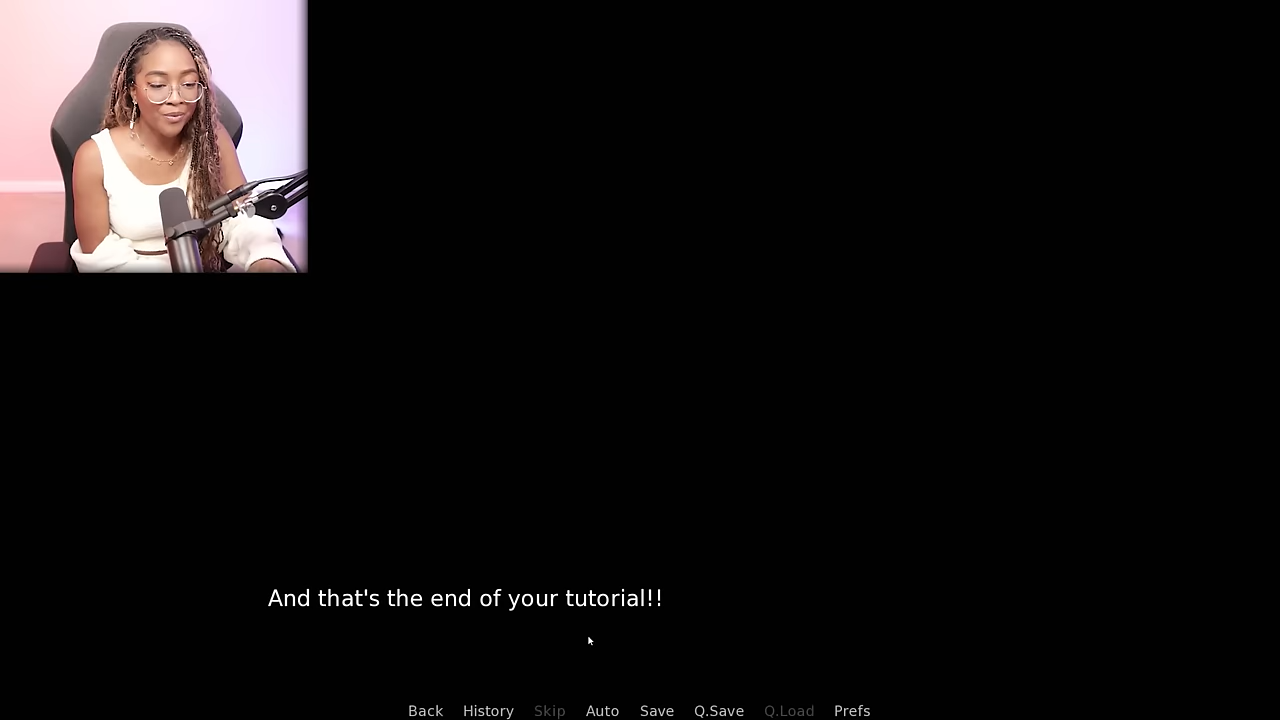 And that's the end of your tutorial!!
Back History Skip Auto Save Q.Save Q.Load Prefs